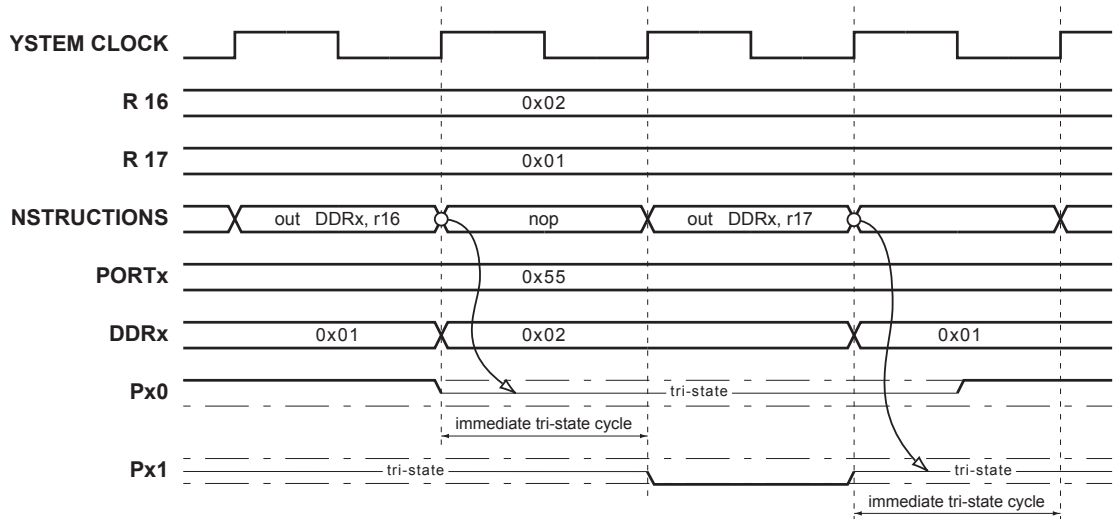 YSTEM CLOCK
R 16
0x02
R 17
0x01
NSTRUCTIONS
out DDRx, r16
nop
out DDRx, r17
PORTx
0x55
DDRx
0x01
0x02
0x01
Px0
tri-state
immediate tri-state cycle
Px1
tri-state
tri-state
immediate tri-state cycle